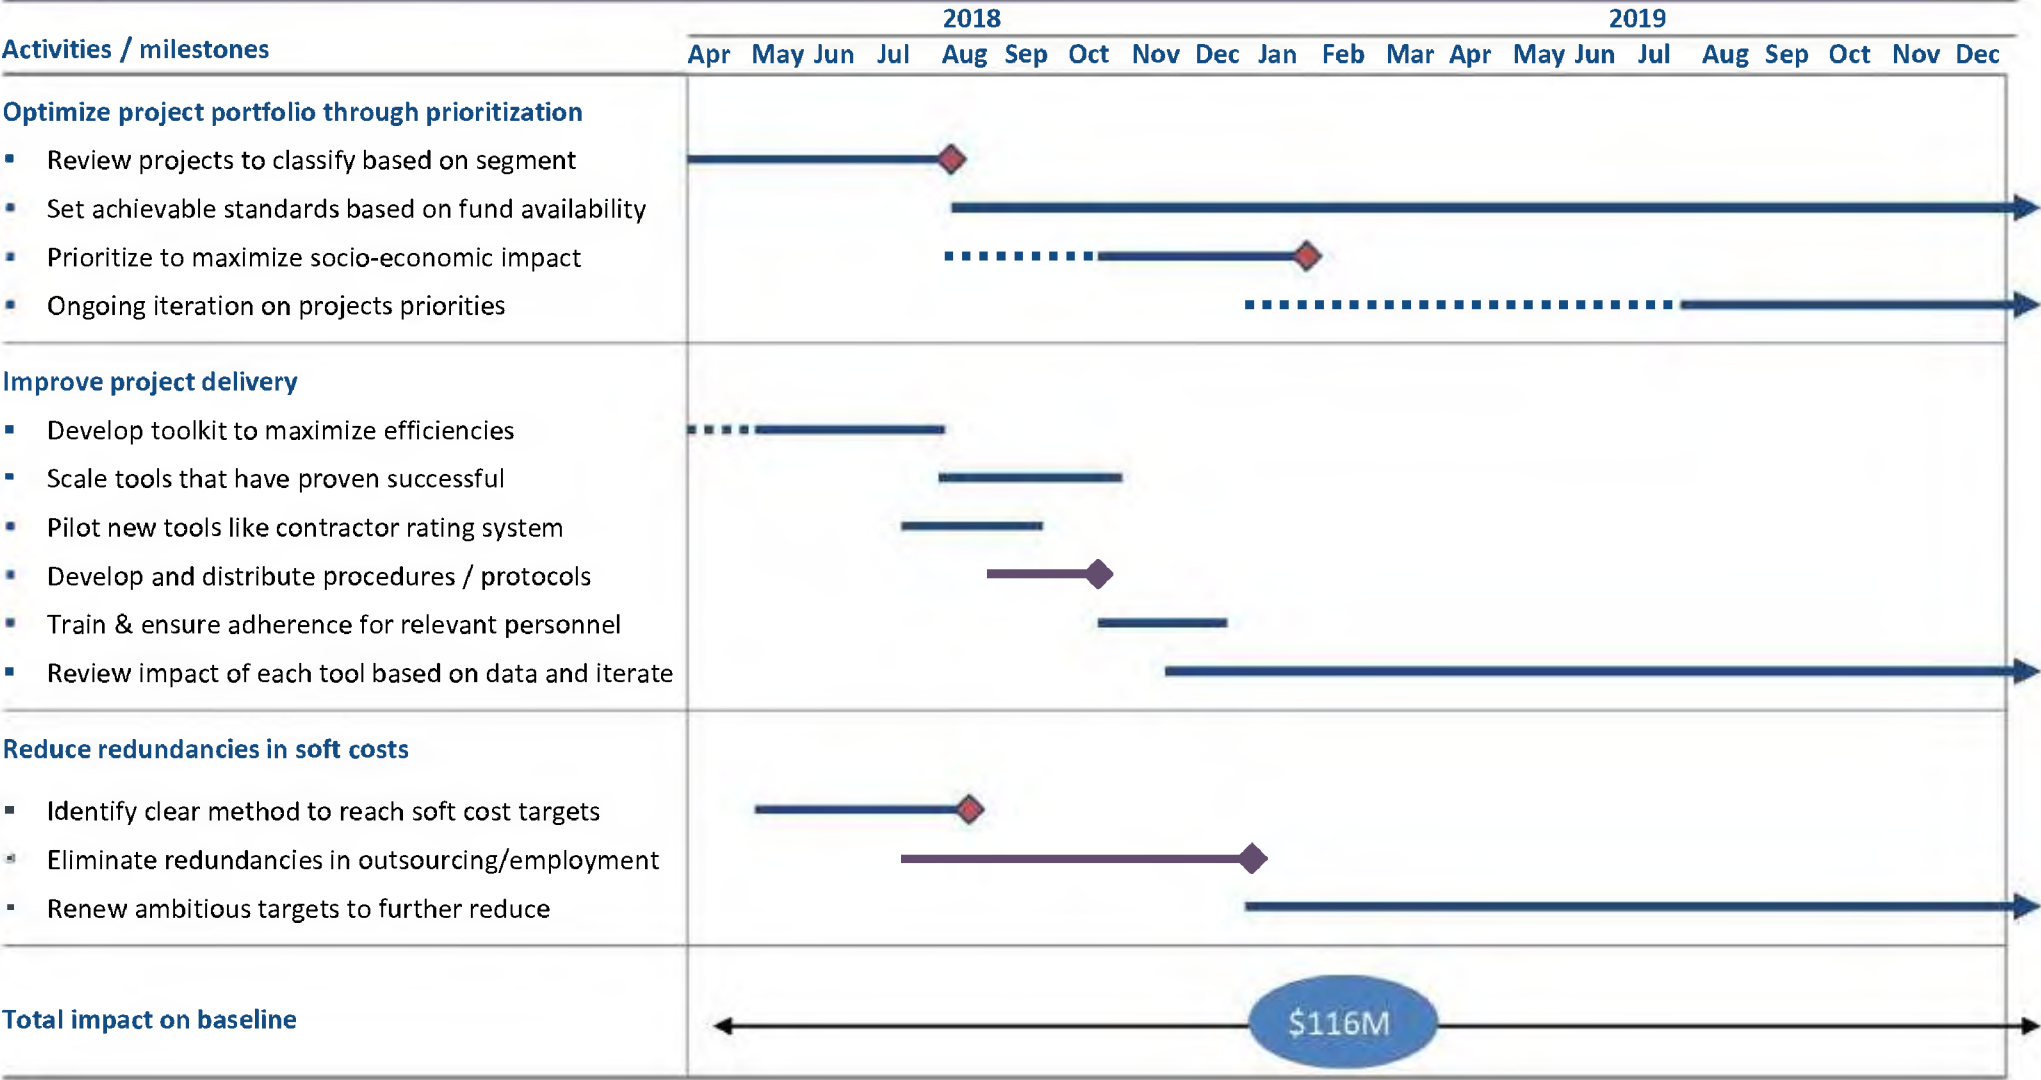 2018 2019
Activities / milestones
Apr May Jun Jul Aug Sep Oct Nov Dec Jan Feb Mar Apr May Jun Jul Aug Sep Oct Nov Dec
Optimize project portfolio through prioritization
▪ Review projects to classify based on segment
▪ Set achievable standards based on fund availability
▪ Prioritize to maximize socio-economic impact
▪ Ongoing iteration on projects priorities
Improve project delivery
▪ Develop toolkit to maximize efficiencies
▪ Scale tools that have proven successful
▪ Pilot new tools like contractor rating system
▪ Develop and distribute procedures / protocols
▪ Train & ensure adherence for relevant personnel
▪ Review impact of each tool based on data and iterate
Reduce redundancies in soft costs
▪ Identify clear method to reach soft cost targets
▪ Eliminate redundancies in outsourcing/employment
▪ Renew ambitious targets to further reduce
Total impact on baseline
$116M